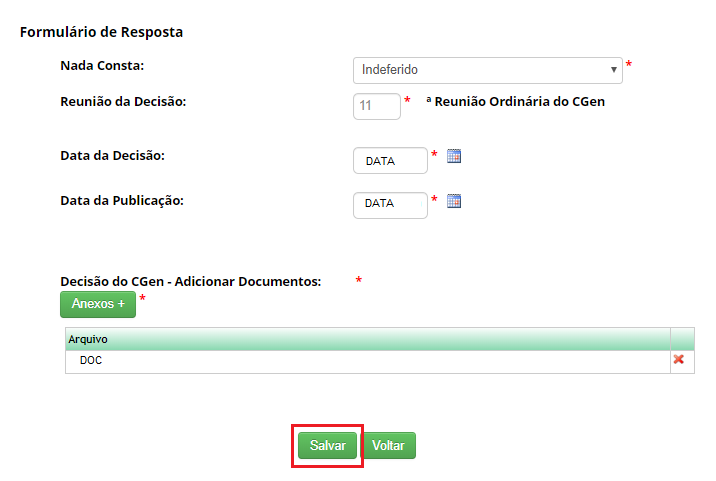 Formulário de Resposta
Nada Consta: Indeferido *
Reunião da Decisão: 11 * ª Reunião Ordinária do CGen
Data da Decisão: DATA *
Data da Publicação: DATA *
Decisão do CGen - Adicionar Documentos: *
Anexos + *
Arquivo
DOC
Salvar Voltar